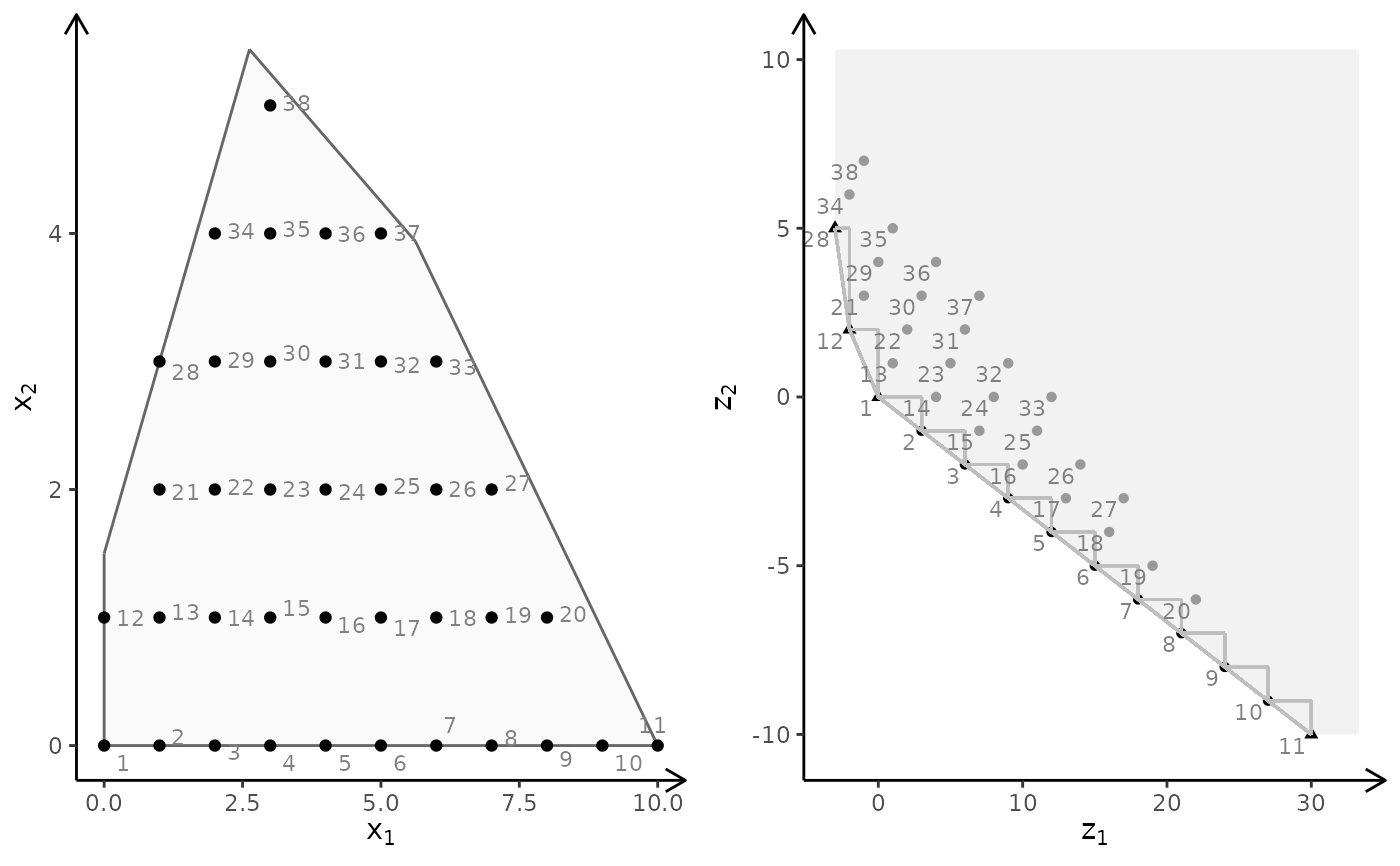 38
4
34 35 36 37
28 29 30 31 32 33
x2
2
21 22 23 24 25 26 27
12 13 14 15 16 17 18 19 20
0
1 2 3 4 5 6 7 8 9 10 11
0.0 2.5 5.0 7.5 10.0
x1
10
38
34
5
28 35
29 36
21 30 37
12 22 31
z2
13 23 32
0
1 14 24 33
2 15 25
3 16 26
4 17 27
5 18
-5
6 19
7 20
8
9
10
-10
11
0 10 20 30
z1